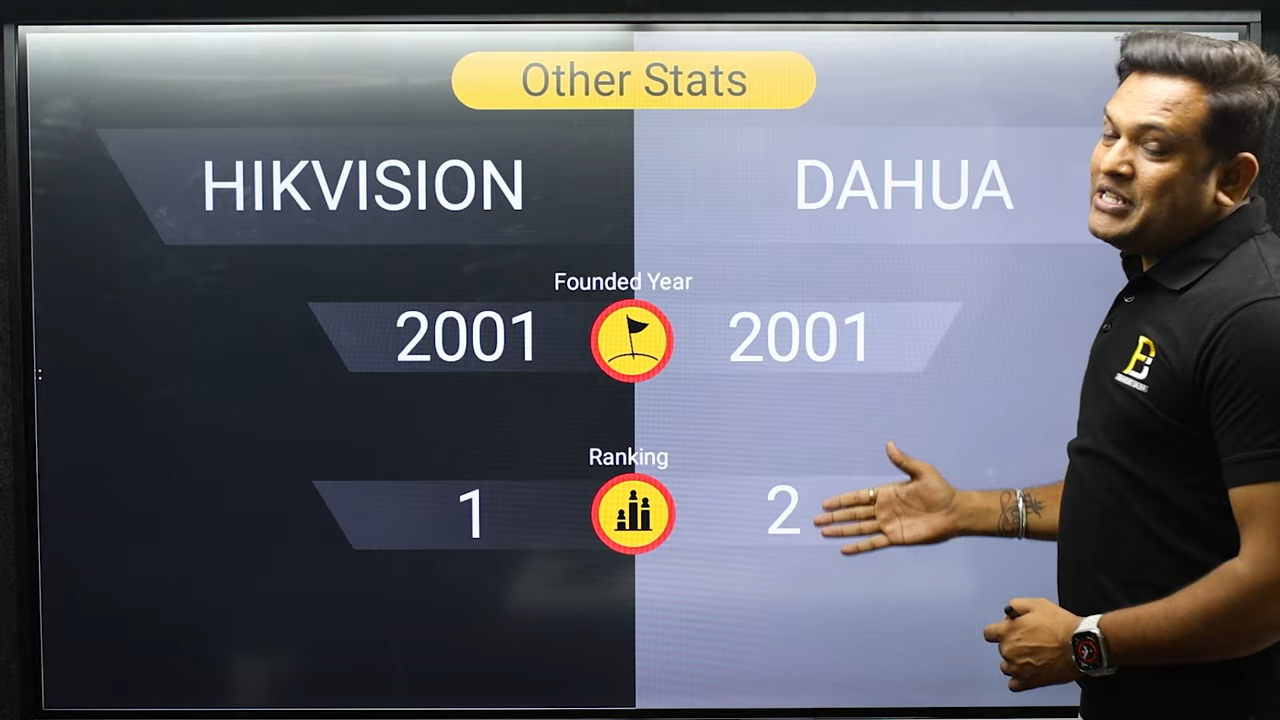 Other Stats
HIKVISION
DAHUA
Founded Year
2001
2001
Ranking
1
2